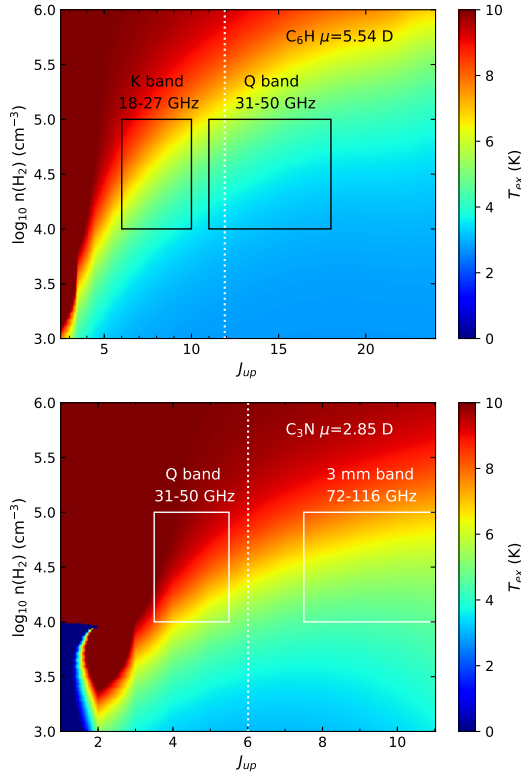 C₆H μ=5.54 D
K band
18-27 GHz
Q band
31-50 GHz
6.0
5.5
5.0
4.5
4.0
3.5
3.0
log₁₀ n(H₂) (cm⁻³)
5
10
15
20
J_up
10
8
6
4
2
0
T_ex (K)
C₃N μ=2.85 D
Q band
31-50 GHz
3 mm band
72-116 GHz
6.0
5.5
5.0
4.5
4.0
3.5
3.0
log₁₀ n(H₂) (cm⁻³)
2
4
6
8
10
J_up
10
8
6
4
2
0
T_ex (K)